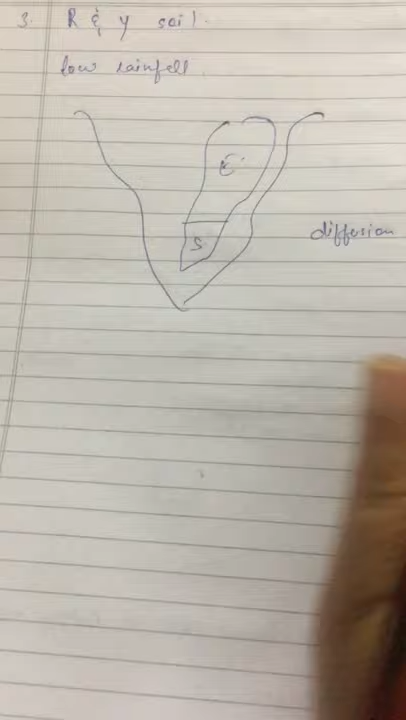 3. R & Y soil.
low rainfall.
E
S
diffusion